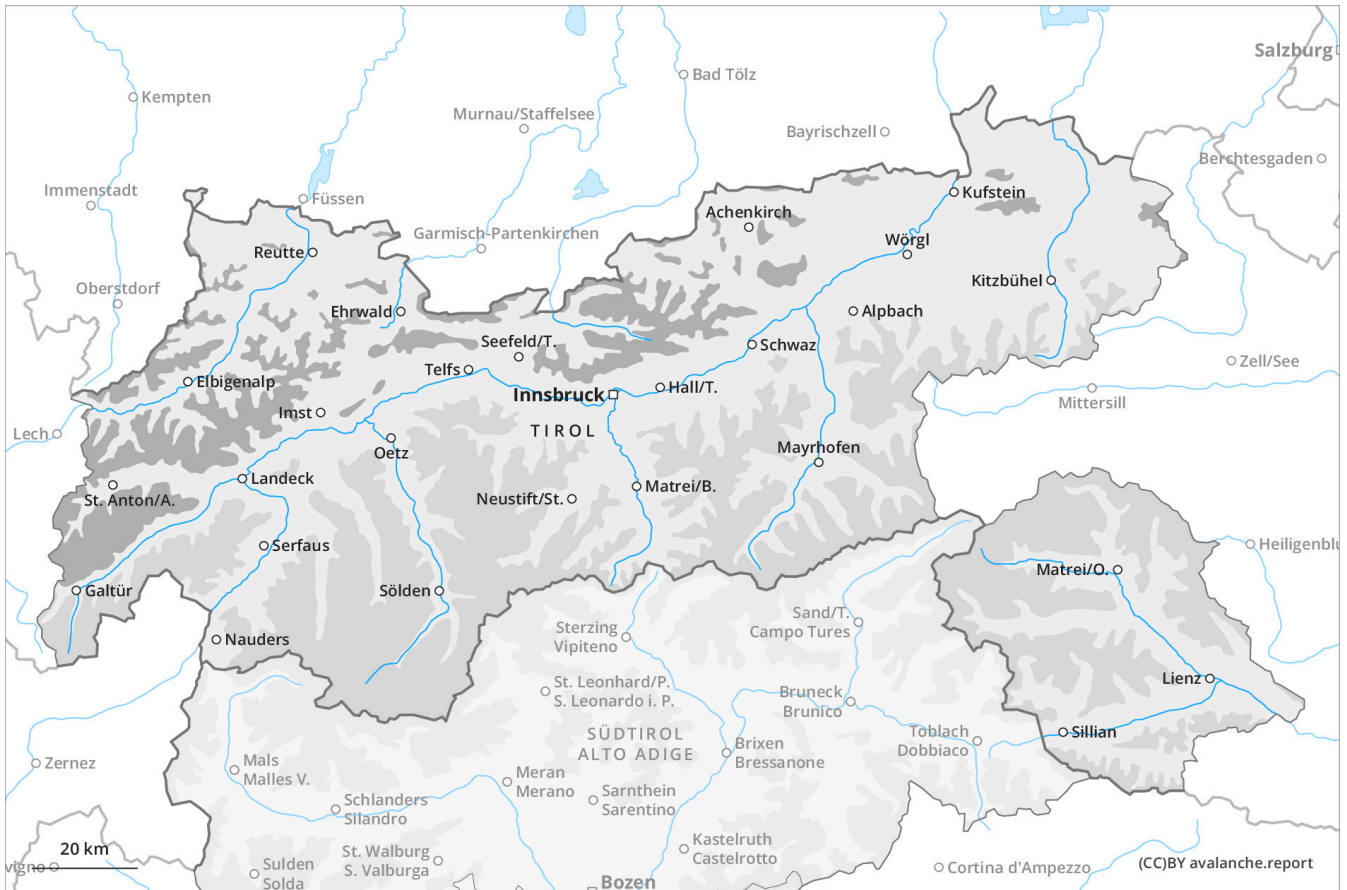 Salzburg
Bad Tölz
Kempten
Murnau/Staffelsee
Bayrischzell
Berchtesgaden
Immenstadt
Füssen
Kufstein
Achenkirch
Garmisch-Partenkirchen
Wörgl
Reutte
Kitzbühel
Oberstdorf
Ehrwald
Alpbach
Seefeld/T.
Schwaz
Zell/See
Telfs
Elbigenalp
Innsbruck
Hall/T.
Mittersill
Imst
TIROL
Lech
Oetz
Mayrhofen
Landeck
St. Anton/A.
Neustift/St.
Matrei/B.
Serfaus
Heiligenblu
Matrei/O.
Galtür
Sölden
Sand/T.
Campo Tures
Nauders
Sterzing
Vipiteno
Lienz
St. Leonhard/P.
S. Leonardo i. P.
Bruneck
Brunico
SÜDTIROL
ALTO ADIGE
Toblach
Dobbiaco
Sillian
Brixen
Bressanone
Zernez
Mals
Malles V.
Meran
Merano
Sarnthein
Sarentino
Schlanders
Silandro
Kastelruth
Castelrotto
20 km
St. Walburg
S. Valburga
vigno
Sulden
Solda
Cortina d'Ampezzo
(CC)BY avalanche.report
Bozen